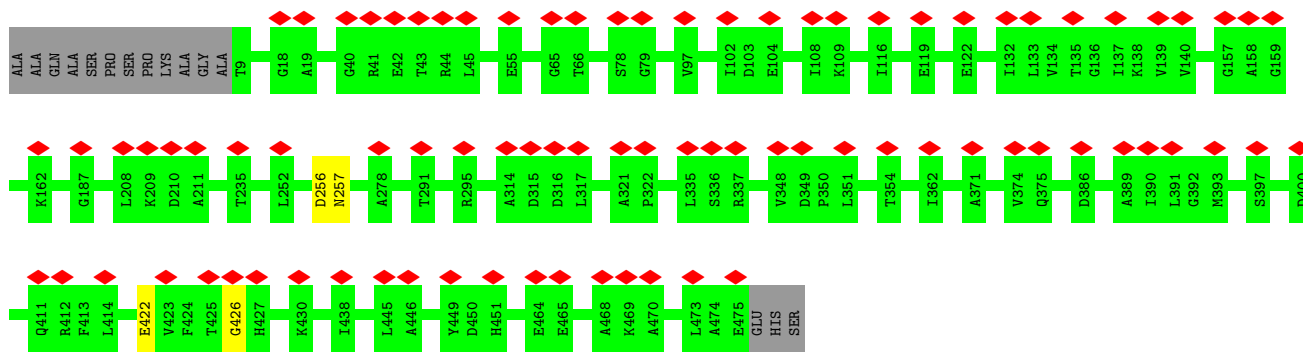 ALA ALA GLN ALA SER PRO SER PRO LYS ALA GLY ALA T9 G18 A19 G40 R41 E42 T43 R44 L45 E55 G65 T66 S78 G79 V97 I102 D103 E104 I108 K109 I116 E119 E122 I132 L133 V134 T135 G136 I137 K138 V139 V140 G157 A158 G159
K162 G187 L208 K209 D210 A211 T235 L252 D256 N257 A278 T291 R295 A314 D315 D316 L317 A321 P322 L335 S336 R337 V348 D349 P350 L351 T354 I362 A371 V374 Q375 D386 A389 I390 L391 G392 M393 S397
Q411 R412 F413 L414 E422 V423 F424 T425 G426 H427 K430 I438 L445 A446 Y449 D450 H451 E464 E465 A468 K469 A470 L473 A474 E475 GLU HIS SER